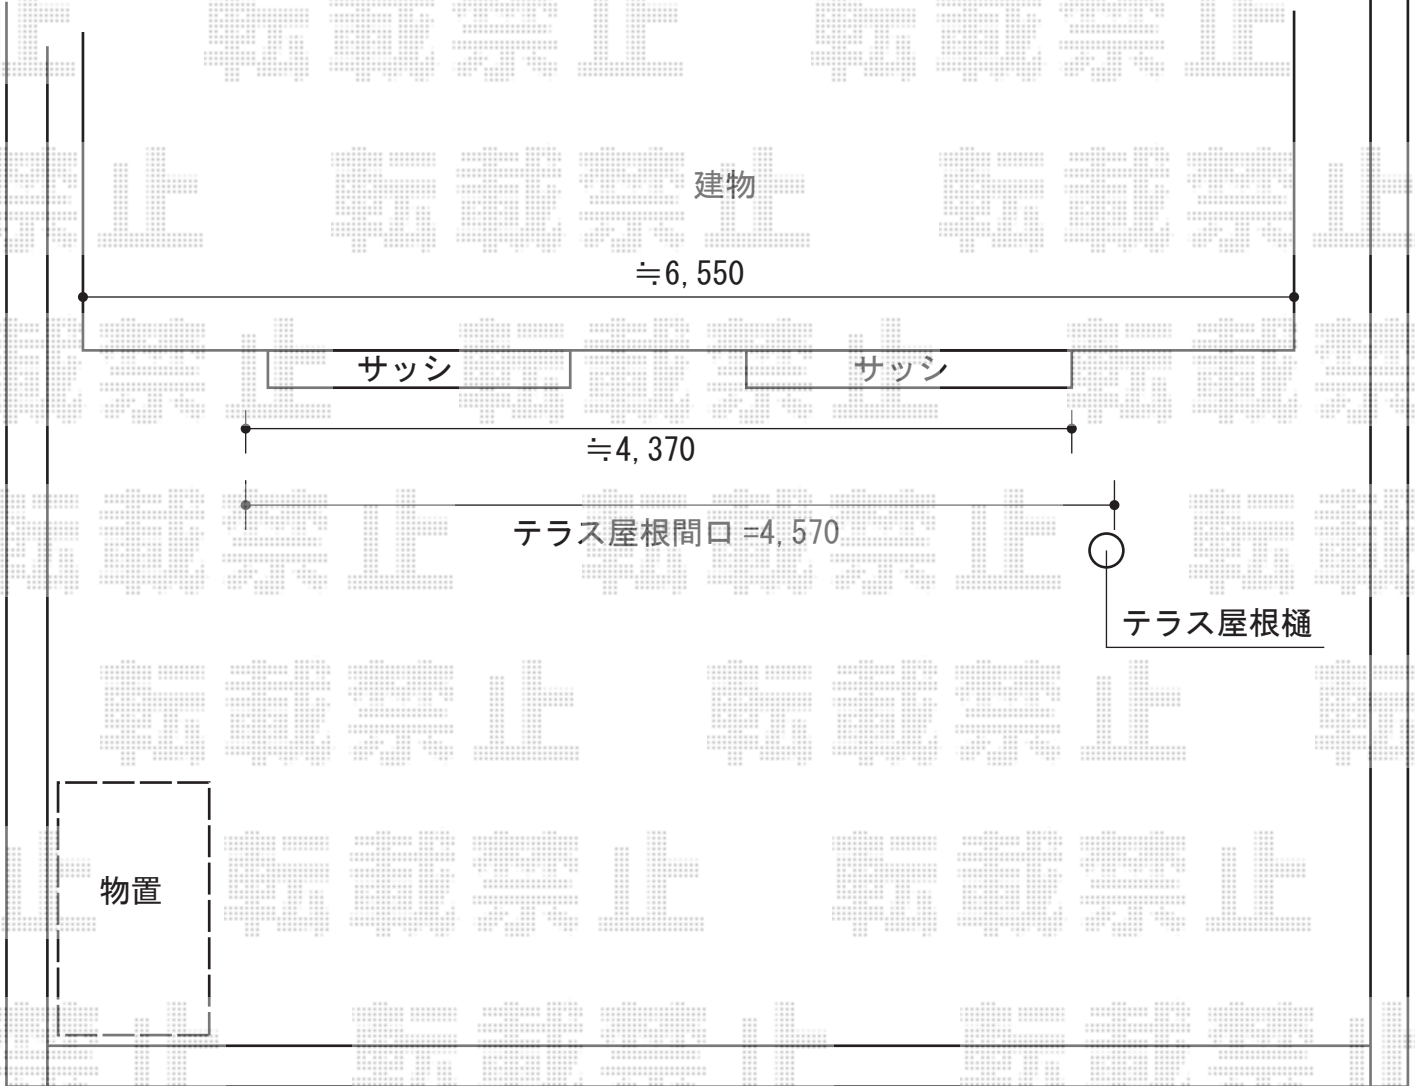 転載禁止
建物
≒6,550
サッシ サッシ
≒4,370
テラス屋根間口 =4,570
テラス屋根樋
物置